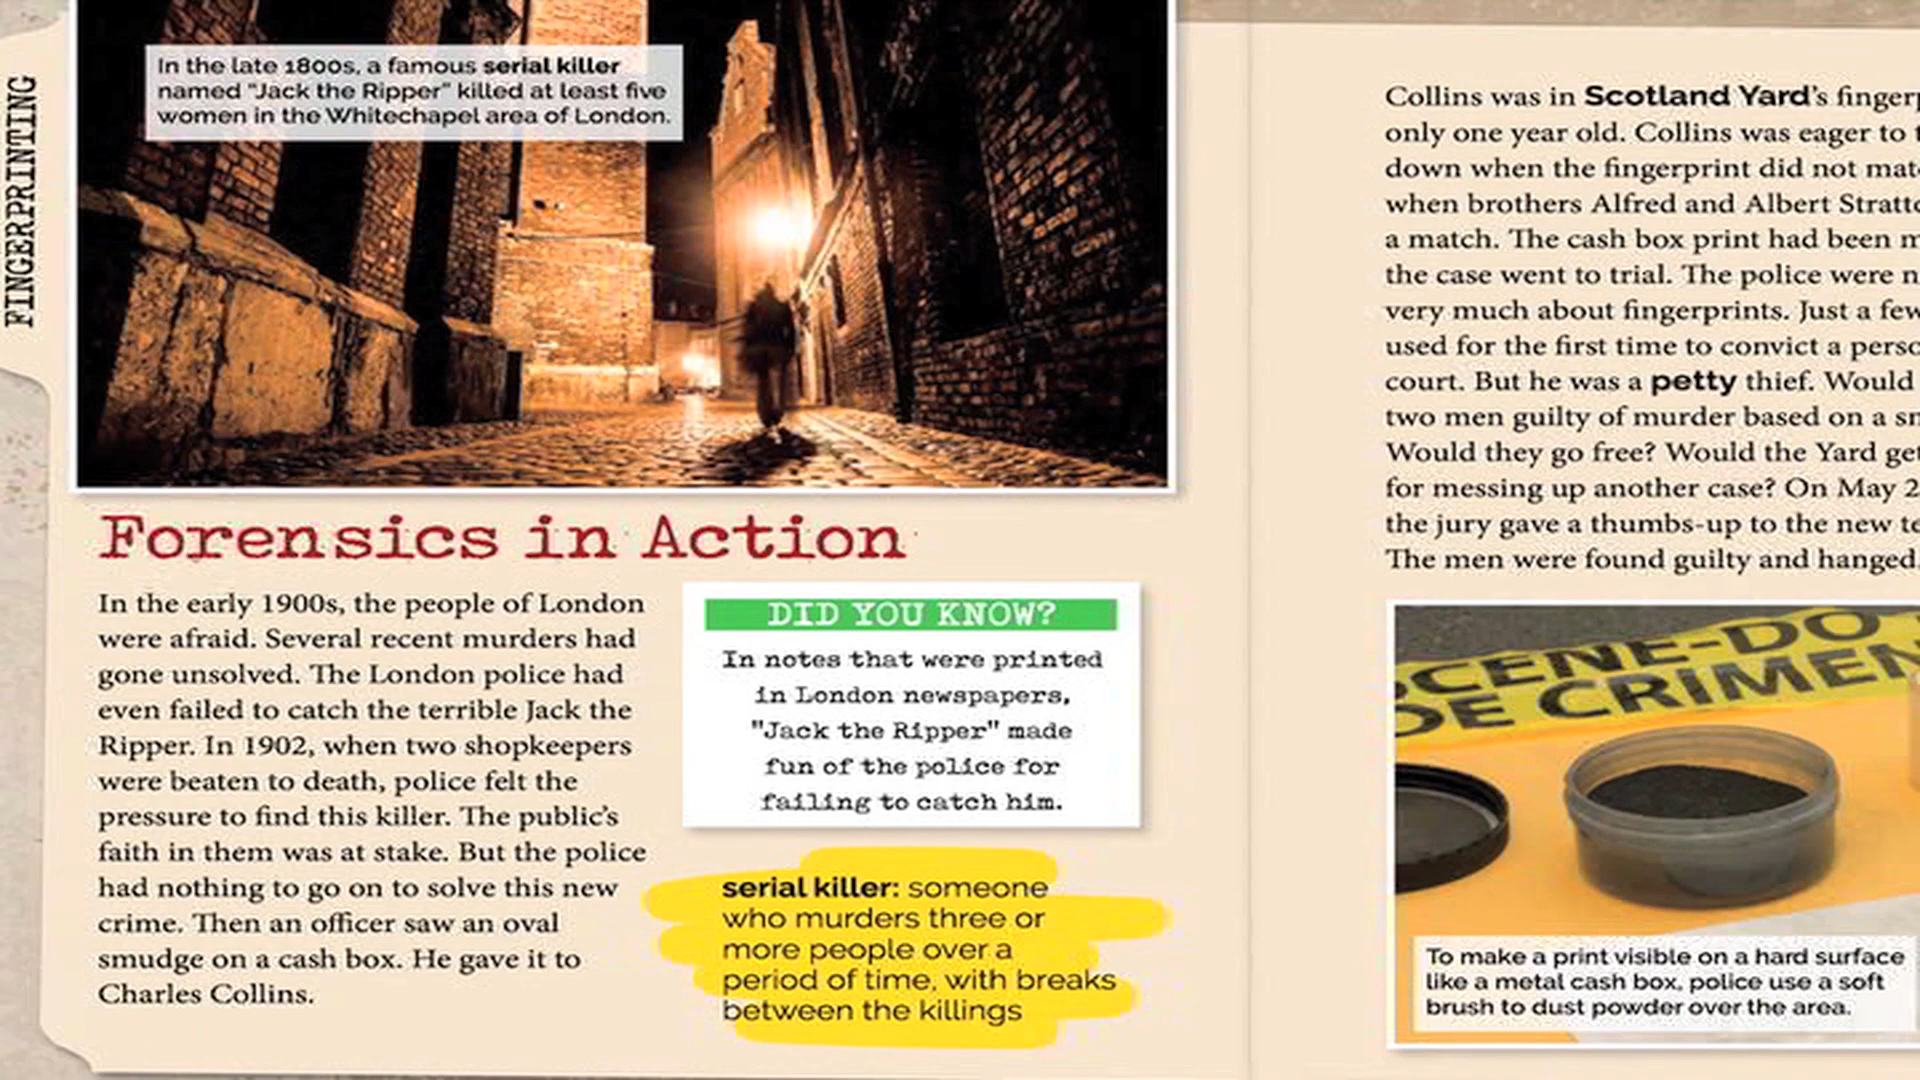 FINGERPRINTING
In the late 1800s, a famous serial killer
named "Jack the Ripper" killed at least five
women in the Whitechapel area of London.
Forensics in Action
In the early 1900s, the people of London
were afraid. Several recent murders had
gone unsolved. The London police had
even failed to catch the terrible Jack the
Ripper. In 1902, when two shopkeepers
were beaten to death, police felt the
pressure to find this killer. The public's
faith in them was at stake. But the police
had nothing to go on to solve this new
crime. Then an officer saw an oval
smudge on a cash box. He gave it to
Charles Collins.
DID YOU KNOW?
In notes that were printed
in London newspapers,
"Jack the Ripper" made
fun of the police for
failing to catch him.
serial killer: someone
who murders three or
more people over a
period of time, with breaks
between the killings
Collins was in Scotland Yard's
only one year old. Collins was eager to
down when the fingerprint did not
when brothers Alfred and Albert
a match. The cash box print had been
the case went to trial. The police were
very much about fingerprints. Just a few
used for the first time to convict a
court. But he was a petty thief. Would
two men guilty of murder based on a
Would they go free? Would the Yard get
for messing up another case? On May
the jury gave a thumbs-up to the new
The men were found guilty and hanged.
CRIME
To make a print visible on a hard surface
like a metal cash box, police use a soft
brush to dust powder over the area.